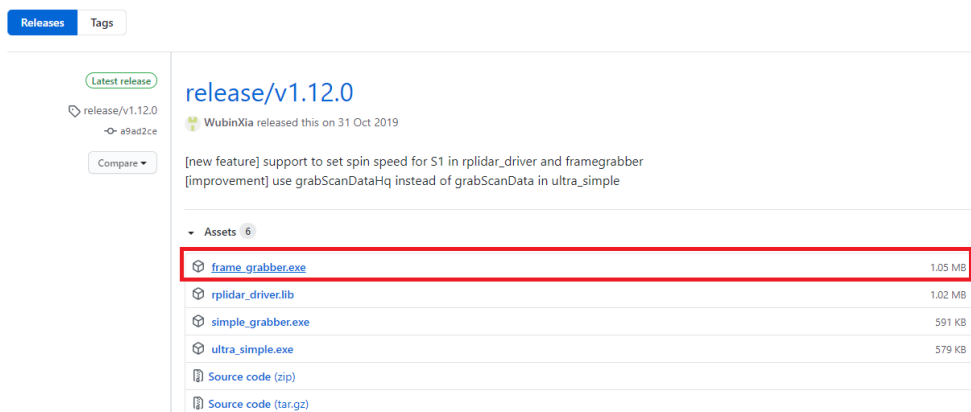 Releases Tags
Latest release
release/v1.12.0
a9ad2ce
Compare
release/v1.12.0
WubinXia released this on 31 Oct 2019
[new feature] support to set spin speed for S1 in rplidar_driver and framegrabber
[improvement] use grabScanDataHq instead of grabScanData in ultra_simple
Assets 6
frame_grabber.exe 1.05 MB
rplidar_driver.lib 1.02 MB
simple_grabber.exe 591 KB
ultra_simple.exe 579 KB
Source code (zip)
Source code (tar.gz)